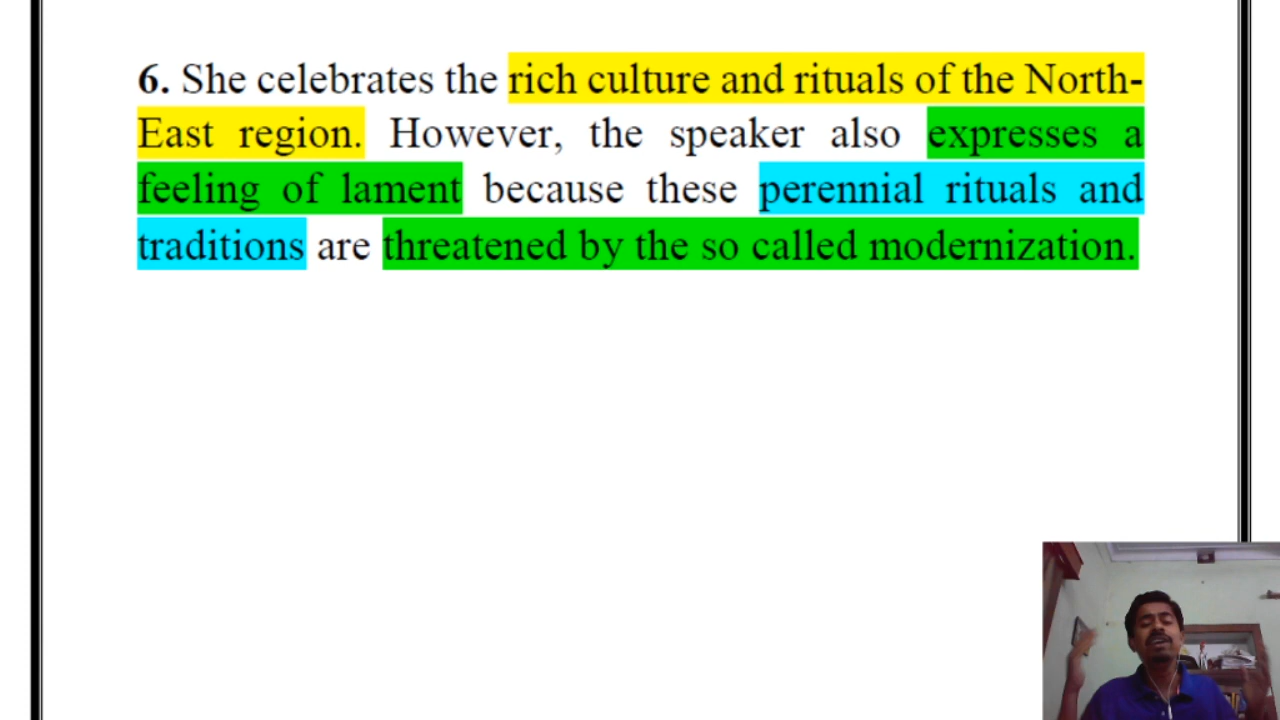 6. She celebrates the rich culture and rituals of the North-
East region. However, the speaker also expresses a
feeling of lament because these perennial rituals and
traditions are threatened by the so called modernization.